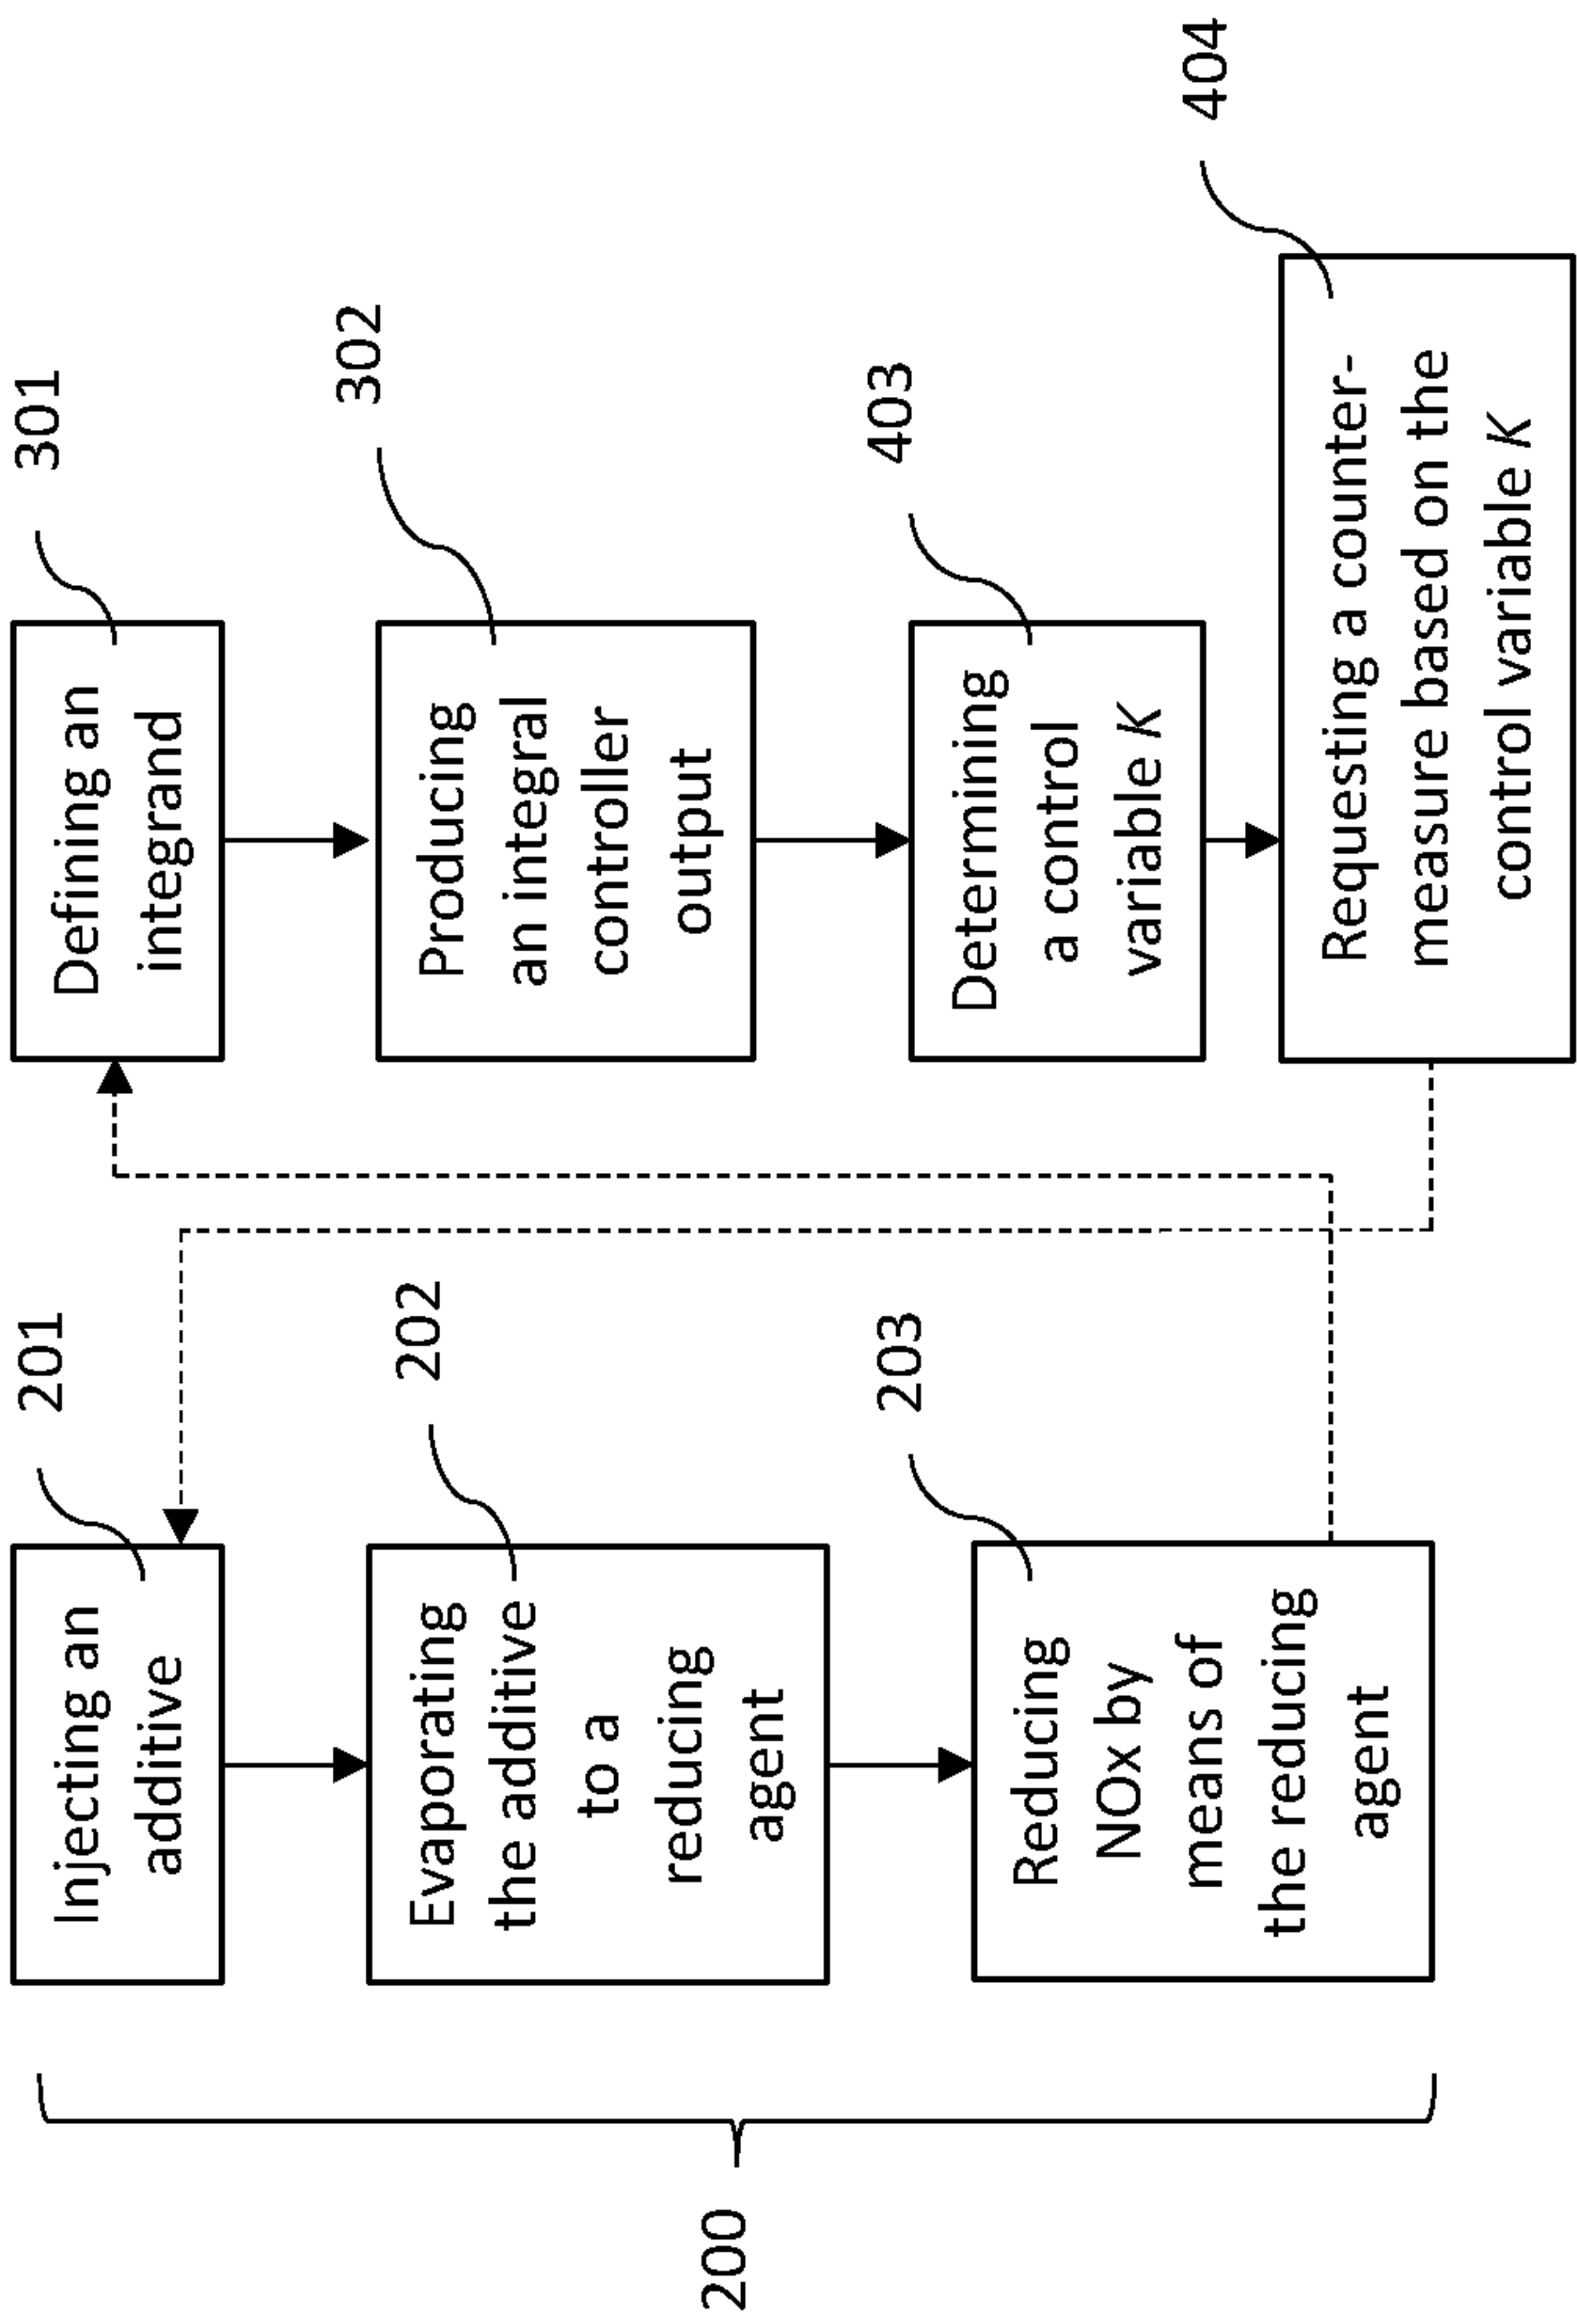 200
201
Injecting an
additive
202
Evaporating
the additive
to a
reducing
agent
203
Reducing
NOx by
means of
the reducing
agent
301
Defining an
integrand
302
Producing
an integral
controller
output
403
Determining
a control
variable K
404
Requesting a counter-
measure based on the
control variable K